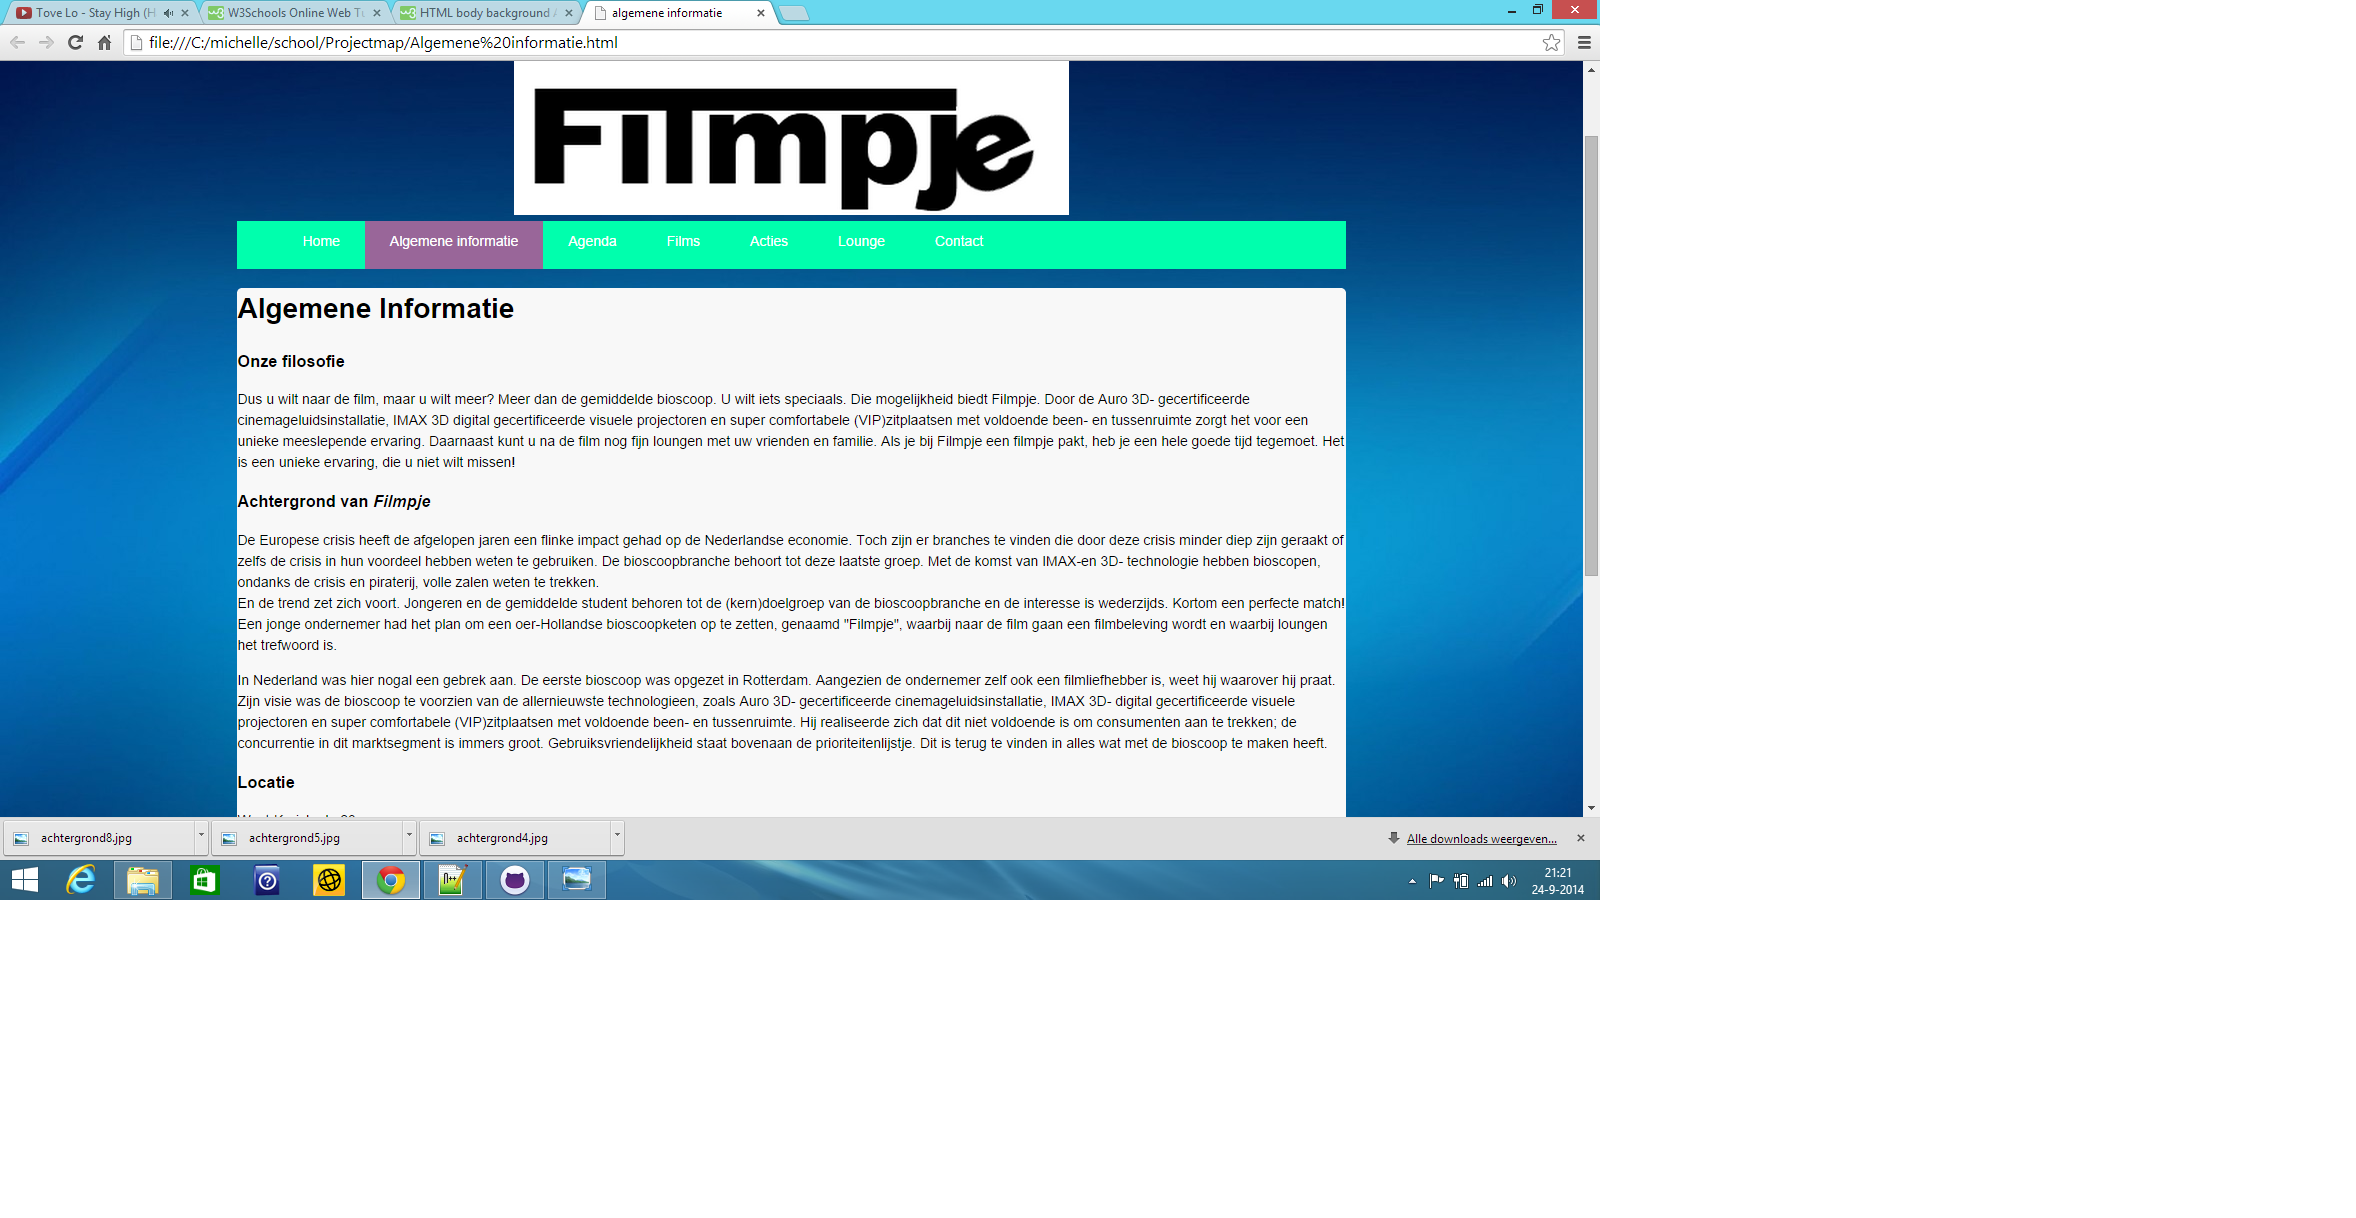 Tove Lo - Stay High (H
W3Schools Online Web Tu
HTML body background
algemene informatie
file:///C:/michelle/school/Projectmap/Algemene%20informatie.html
Filmpje
Home Algemene informatie Agenda Films Acties Lounge Contact
Algemene Informatie
Onze filosofie
Dus u wilt naar de film, maar u wilt meer? Meer dan de gemiddelde bioscoop. U wilt iets speciaals. Die mogelijkheid biedt Filmpje. Door de Auro 3D- gecertificeerde
cinemageluidsinstallatie, IMAX 3D digital gecertificeerde visuele projectoren en super comfortabele (VIP)zitplaatsen met voldoende been- en tussenruimte zorgt het voor een
unieke meeslepende ervaring. Daarnaast kunt u na de film nog fijn loungen met uw vrienden en familie. Als je bij Filmpje een filmpje pakt, heb je een hele goede tijd tegemoet. Het
is een unieke ervaring, die u niet wilt missen!
Achtergrond van Filmpje
De Europese crisis heeft de afgelopen jaren een flinke impact gehad op de Nederlandse economie. Toch zijn er branches te vinden die door deze crisis minder diep zijn geraakt of
zelfs de crisis in hun voordeel hebben weten te gebruiken. De bioscoopbranche behoort tot deze laatste groep. Met de komst van IMAX-en 3D- technologie hebben bioscopen,
ondanks de crisis en piraterij, volle zalen weten te trekken.
En de trend zet zich voort. Jongeren en de gemiddelde student behoren tot de (kern)doelgroep van de bioscoopbranche en de interesse is wederzijds. Kortom een perfecte match!
Een jonge ondernemer had het plan om een oer-Hollandse bioscoopketen op te zetten, genaamd "Filmpje", waarbij naar de film gaan een filmbeleving wordt en waarbij loungen
het trefwoord is.
In Nederland was hier nogal een gebrek aan. De eerste bioscoop was opgezet in Rotterdam. Aangezien de ondernemer zelf ook een filmliefhebber is, weet hij waarover hij praat.
Zijn visie was de bioscoop te voorzien van de allernieuwste technologieen, zoals Auro 3D- gecertificeerde cinemageluidsinstallatie, IMAX 3D- digital gecertificeerde visuele
projectoren en super comfortabele (VIP)zitplaatsen met voldoende been- en tussenruimte. Hij realiseerde zich dat dit niet voldoende is om consumenten aan te trekken; de
concurrentie in dit marktsegment is immers groot. Gebruiksvriendelijkheid staat bovenaan de prioriteitenlijstje. Dit is terug te vinden in alles wat met de bioscoop te maken heeft.
Locatie
achtergrond8.jpg
achtergrond5.jpg
achtergrond4.jpg
Alle downloads weergeven...
21:21
24-9-2014